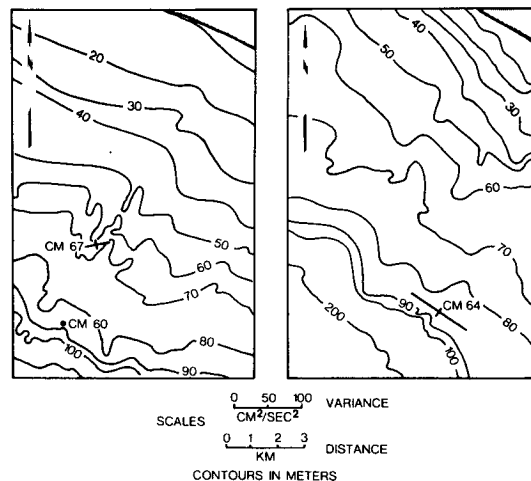 20
30
40
50
60
70
80
90
100
CM 67
CM 60
50
40
30
60
70
80
90
100
200
CM 64
0 50 100 VARIANCE
SCALES CM²/SEC²
0 1 2 3 DISTANCE
KM
CONTOURS IN METERS